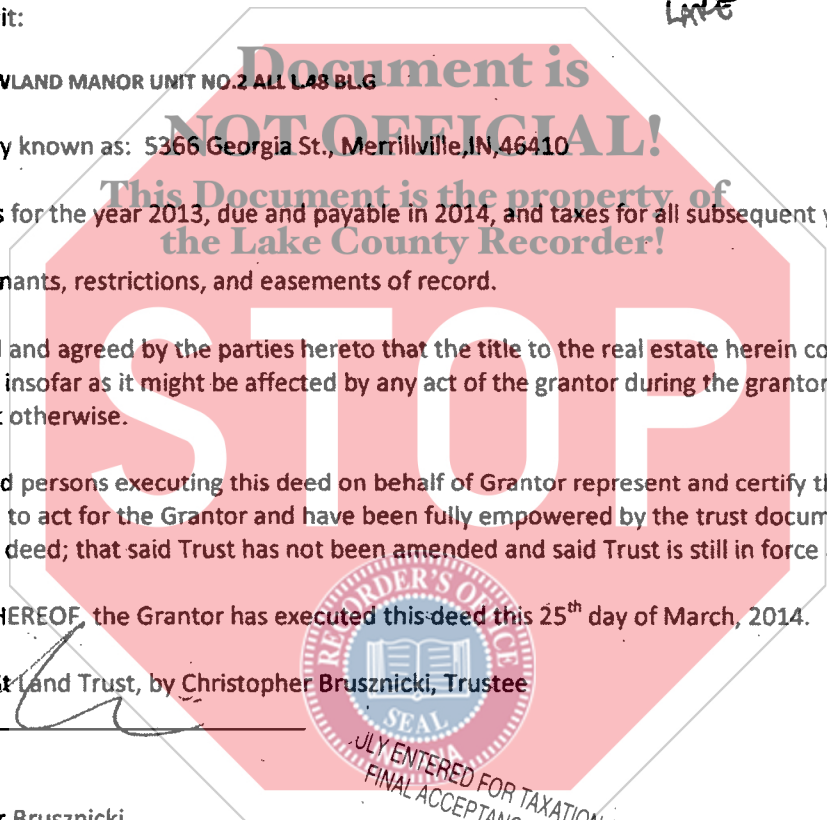 LAKE
it:
Document is
WLAND MANOR UNIT NO.2 ALL L.48 BL.G
NOT OFFICIAL!
y known as: 5366 Georgia St., Merrillville,IN,46410
This Document is the property of
s for the year 2013, due and payable in 2014, and taxes for all subsequent y
the Lake County Recorder!
nants, restrictions, and easements of record.
STOP
d and agreed by the parties hereto that the title to the real estate herein co
insofar as it might be affected by any act of the grantor during the grantor
t otherwise.
d persons executing this deed on behalf of Grantor represent and certify th
to act for the Grantor and have been fully empowered by the trust docum
deed; that said Trust has not been amended and said Trust is still in force
HEREOF, the Grantor has executed this deed this 25th day of March, 2014.
RECORDER'S OFFICE
SEAL
INDIANA
t Land Trust, by Christopher Brusznicki, Trustee
ULY ENTERED FOR TAXATION
FINAL ACCEPTANC
r Brusznicki